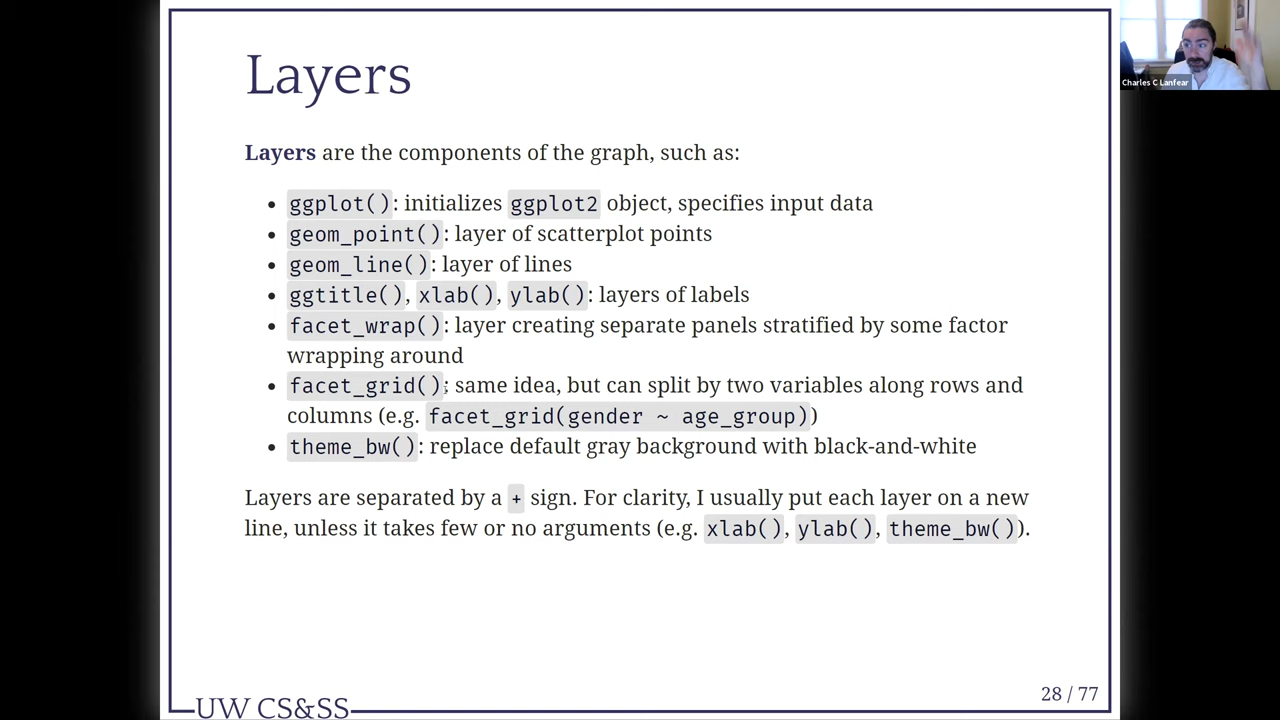 Layers
Layers are the components of the graph, such as:
• ggplot(): initializes ggplot2 object, specifies input data
• geom_point(): layer of scatterplot points
• geom_line(): layer of lines
• ggtitle(), xlab(), ylab(): layers of labels
• facet_wrap(): layer creating separate panels stratified by some factor
wrapping around
• facet_grid(): same idea, but can split by two variables along rows and
columns (e.g. facet_grid(gender ~ age_group))
• theme_bw(): replace default gray background with black-and-white
Layers are separated by a + sign. For clarity, I usually put each layer on a new
line, unless it takes few or no arguments (e.g. xlab(), ylab(), theme_bw()).
28 / 77
UW CS&SS
Charles C Lanfear